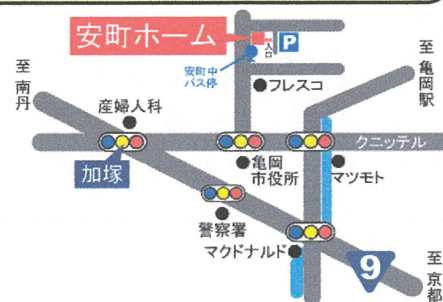 安町ホーム
入口
P
安町中
バス停
至
亀岡駅
至
南丹
フレスコ
産婦人科
クニッテル
加塚
亀岡
市役所
マツモト
警察署
マクドナルド
9
至
京都